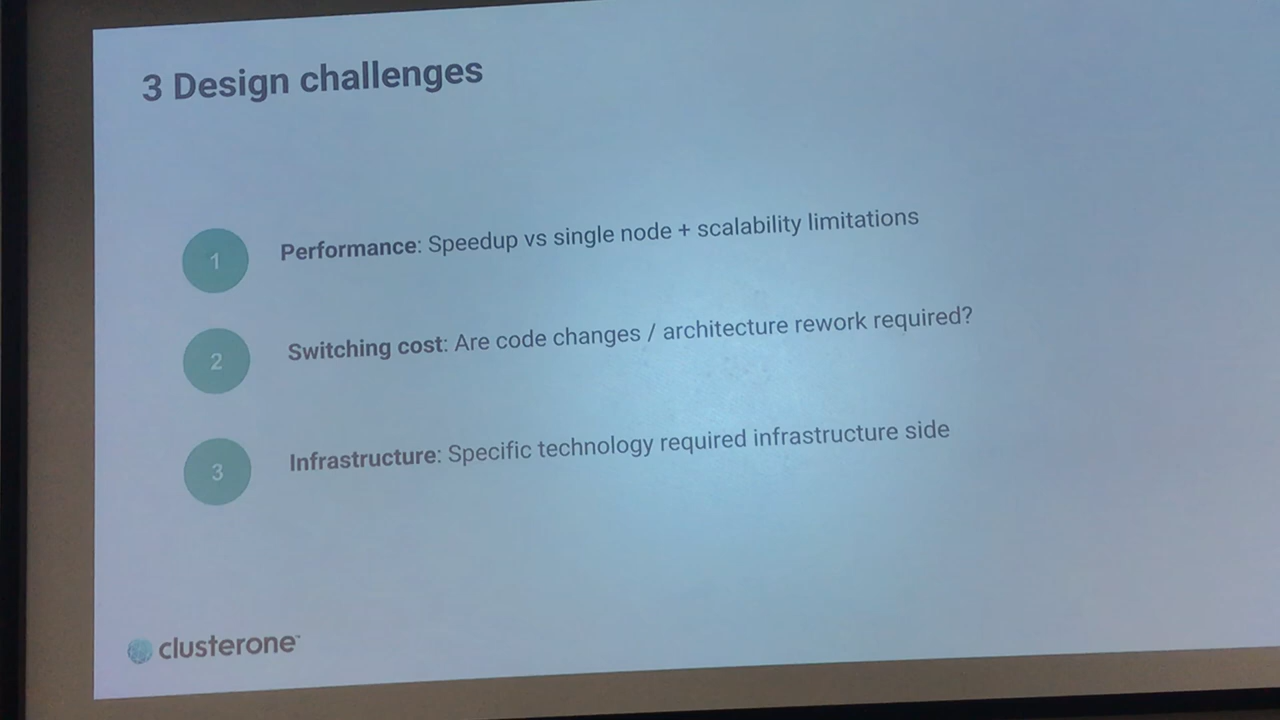 3 Design challenges
1
Performance: Speedup vs single node + scalability limitations
2
Switching cost: Are code changes / architecture rework required?
3
Infrastructure: Specific technology required infrastructure side
clusterone™